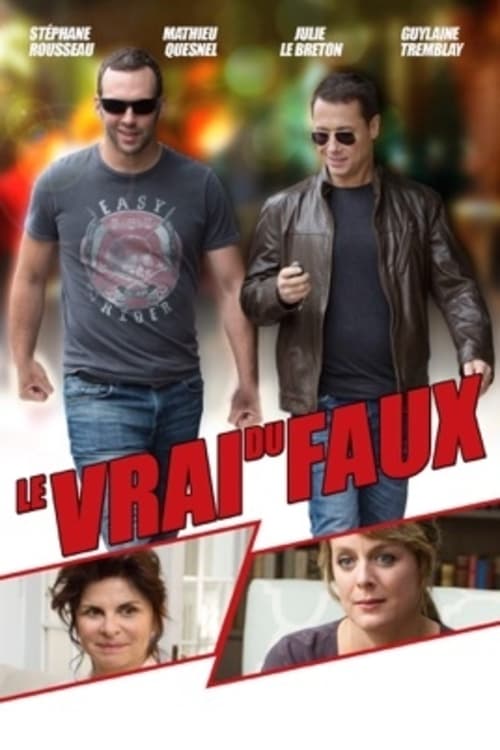 STÉPHANE ROUSSEAU
MATHIEU QUESNEL
JULIE LE BRETON
GUYLAINE TREMBLAY
EASY
RIDER
LE VRAI DU FAUX